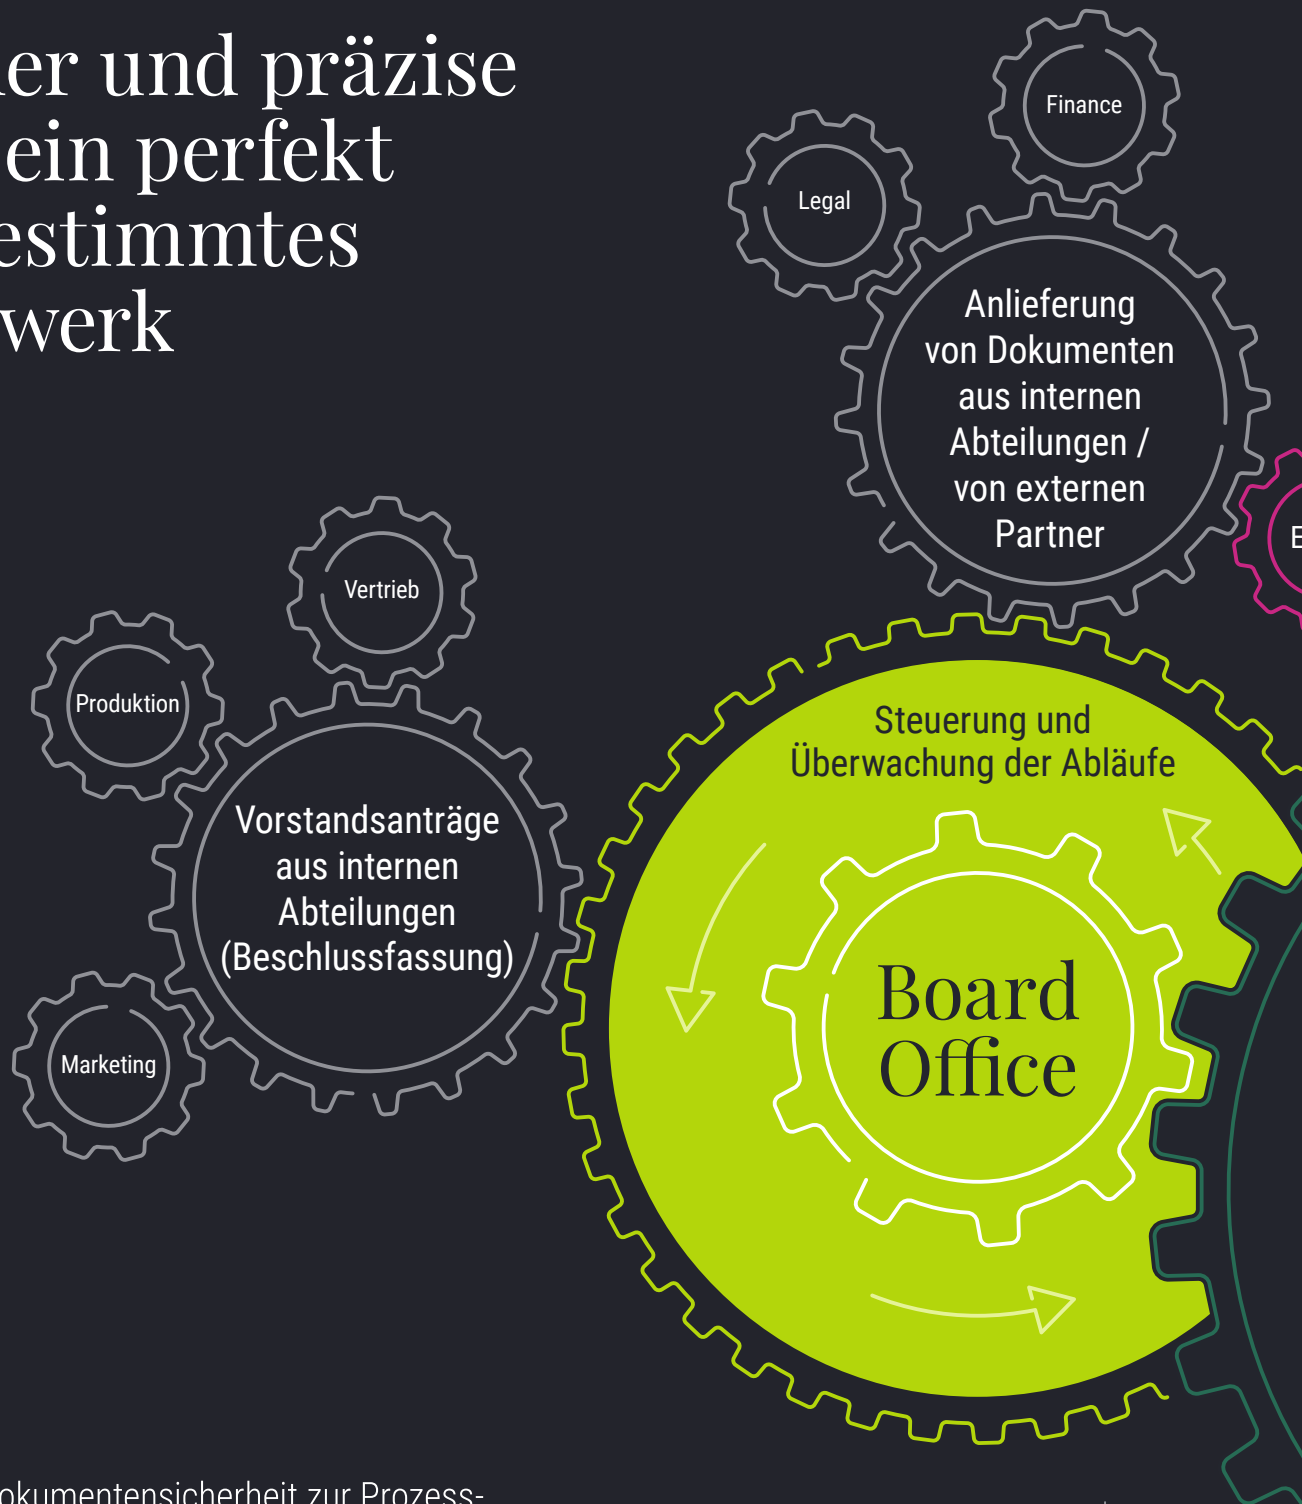 er und präzise
ein perfekt
estimmtes
werk
Finance
Legal
Anlieferung
von Dokumenten
aus internen
Abteilungen /
von externen
Partner
E
Vertrieb
Produktion
Vorstandsanträge
aus internen
Abteilungen
(Beschlussfassung)
Marketing
Steuerung und
Überwachung der Abläufe
Board
Office
okumentensicherheit zur Prozess-